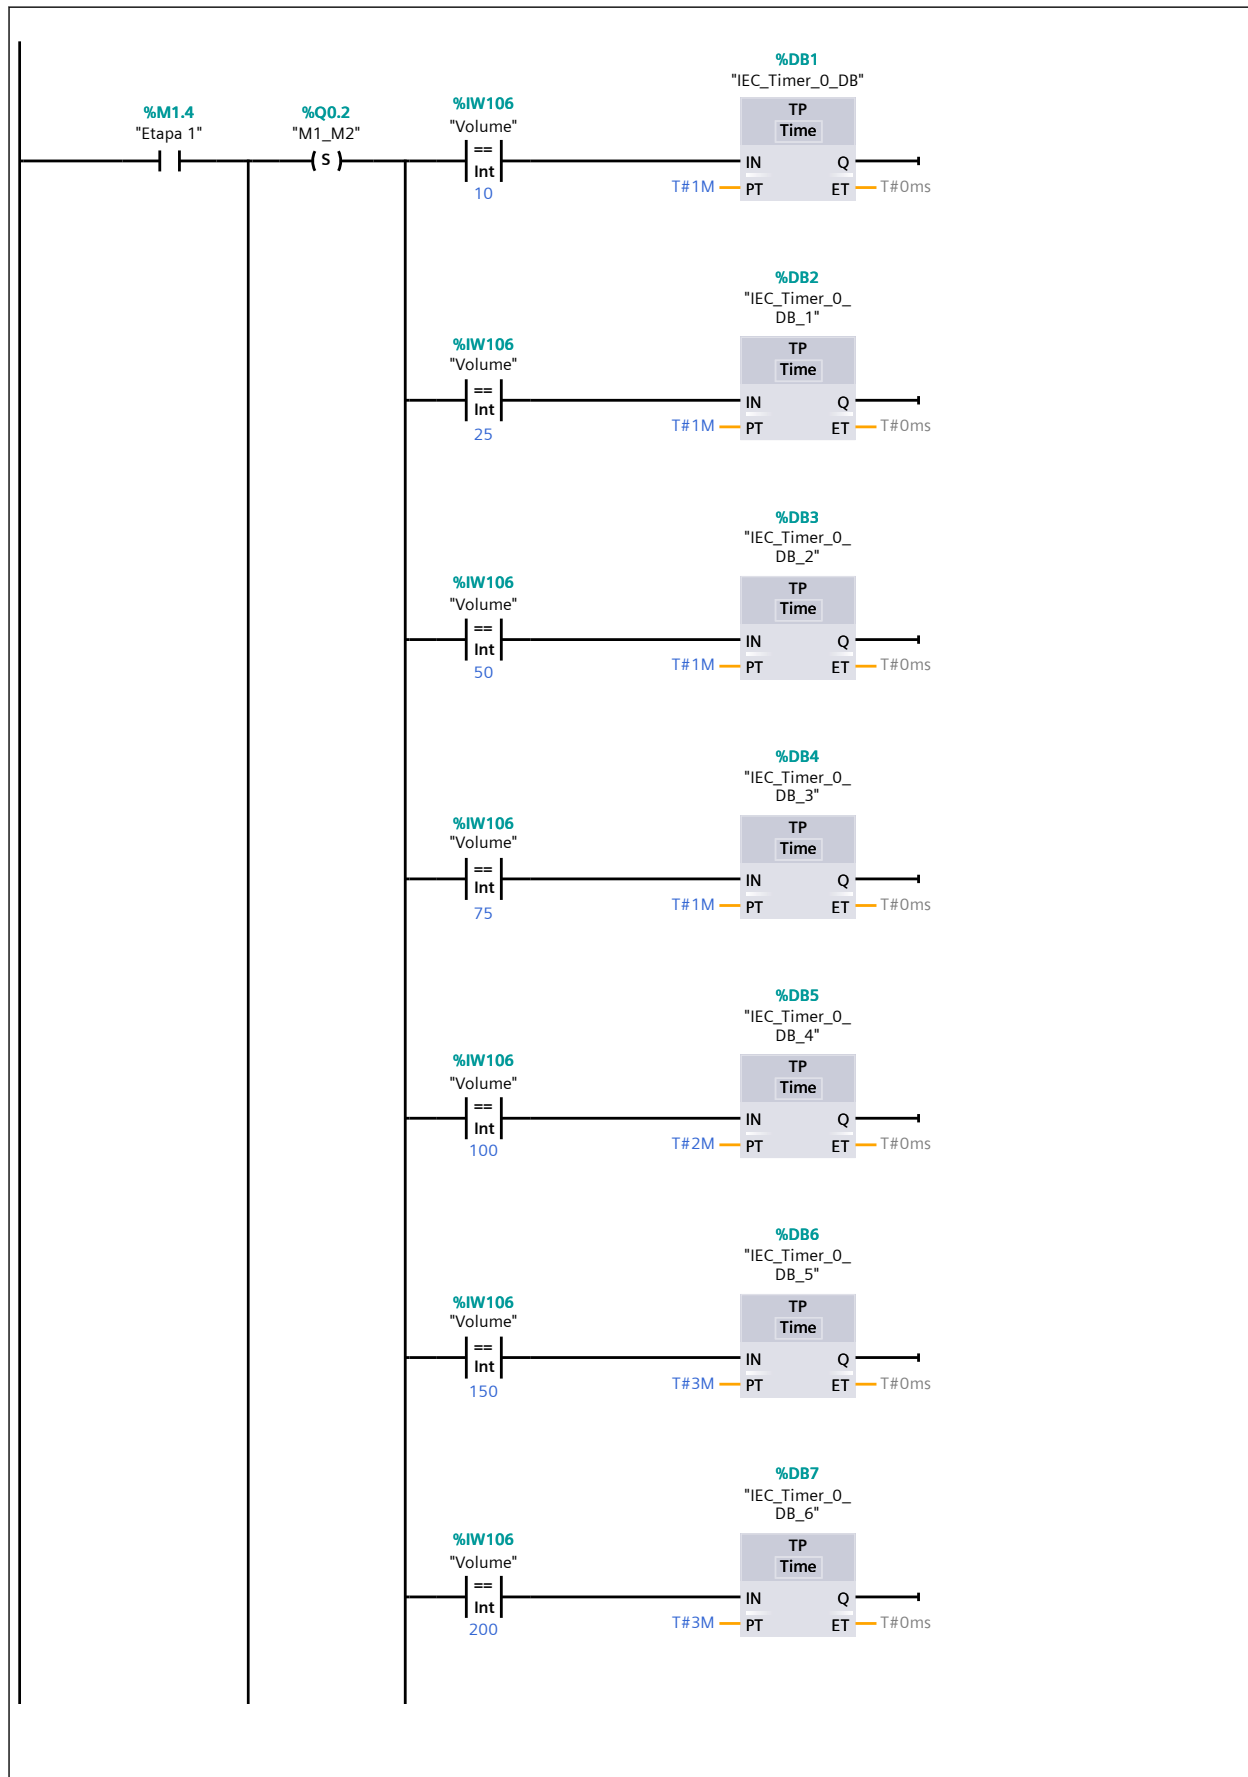 %DB1
"IEC_Timer_0_DB"
%M1.4
"Etapa 1"
%Q0.2
"M1_M2"
S
%IW106
"Volume"
==
Int
10
TP
Time
IN
Q
T#1M
PT
ET
T#0ms
%DB2
"IEC_Timer_0_
DB_1"
%IW106
"Volume"
==
Int
25
TP
Time
IN
Q
T#1M
PT
ET
T#0ms
%DB3
"IEC_Timer_0_
DB_2"
%IW106
"Volume"
==
Int
50
TP
Time
IN
Q
T#1M
PT
ET
T#0ms
%DB4
"IEC_Timer_0_
DB_3"
%IW106
"Volume"
==
Int
75
TP
Time
IN
Q
T#1M
PT
ET
T#0ms
%DB5
"IEC_Timer_0_
DB_4"
%IW106
"Volume"
==
Int
100
TP
Time
IN
Q
T#2M
PT
ET
T#0ms
%DB6
"IEC_Timer_0_
DB_5"
%IW106
"Volume"
==
Int
150
TP
Time
IN
Q
T#3M
PT
ET
T#0ms
%DB7
"IEC_Timer_0_
DB_6"
%IW106
"Volume"
==
Int
200
TP
Time
IN
Q
T#3M
PT
ET
T#0ms